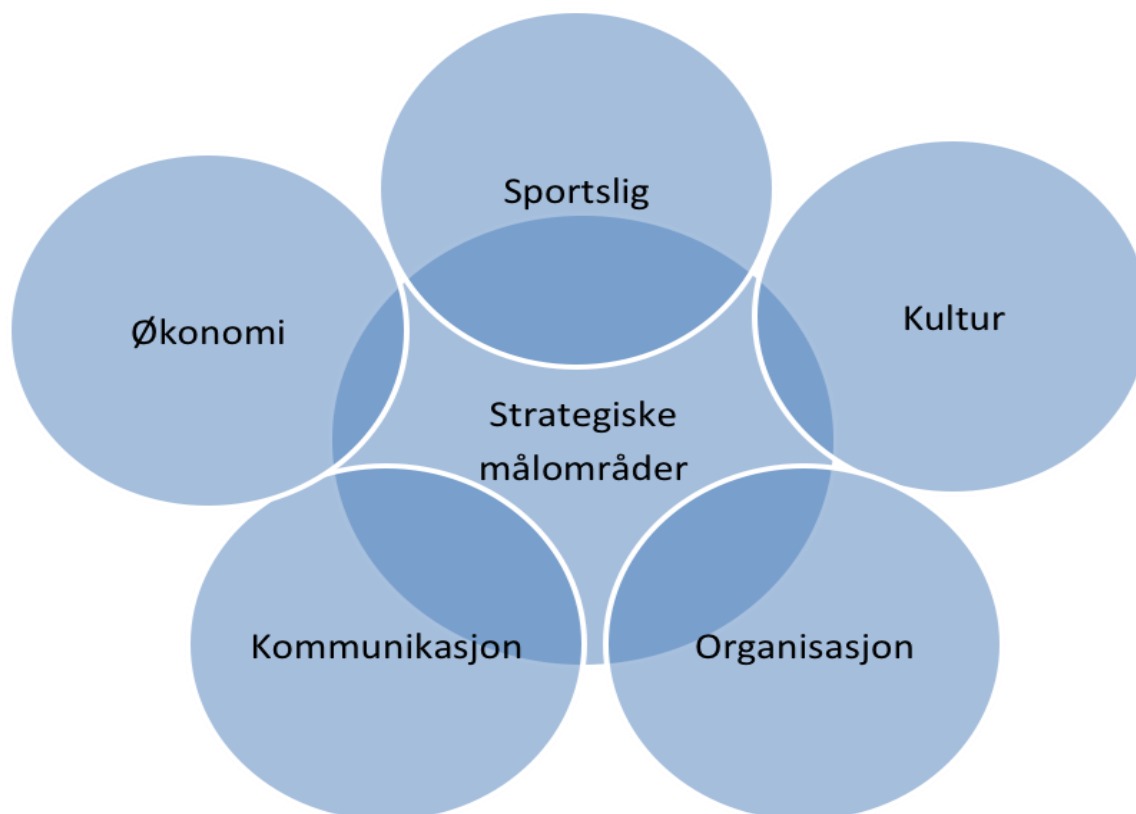 Sportslig
Økonomi
Kultur
Strategiske
målområder
Kommunikasjon
Organisasjon